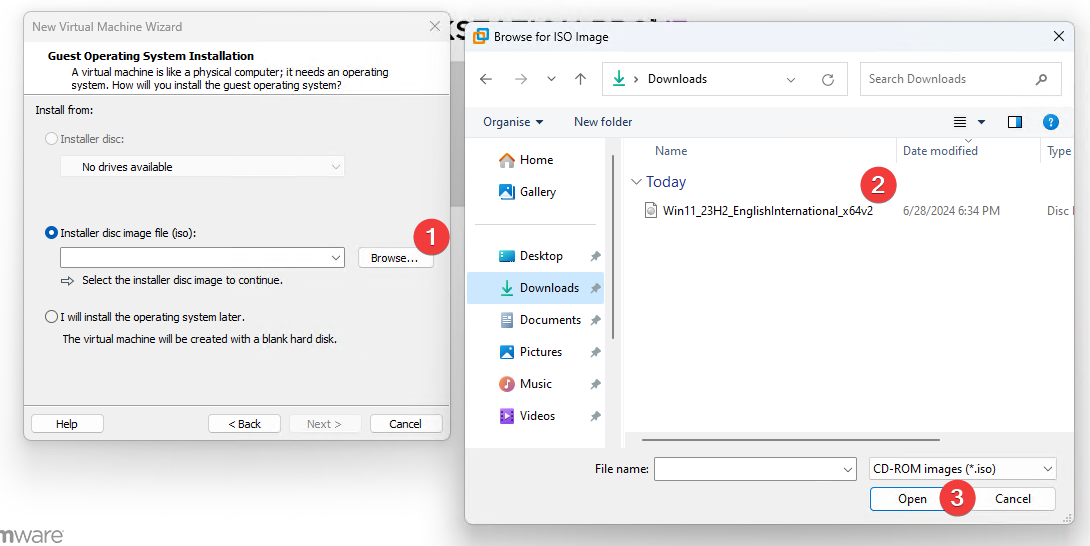 New Virtual Machine Wizard
Guest Operating System Installation
A virtual machine is like a physical computer; it needs an operating
system. How will you install the guest operating system?
Install from:
Installer disc:
No drives available
Installer disc image file (iso):
1
Browse...
Select the installer disc image to continue.
I will install the operating system later.
The virtual machine will be created with a blank hard disk.
Help
< Back
Next >
Cancel
Browse for ISO Image
Downloads
Search Downloads
Organise
New folder
?
Home
Gallery
Desktop
Downloads
Documents
Pictures
Music
Videos
Name
Date modified
Type
Today
2
Win11_23H2_EnglishInternational_x64v2
6/28/2024 6:34 PM
Disc
File name:
CD-ROM images (*.iso)
Open
3
Cancel
mware